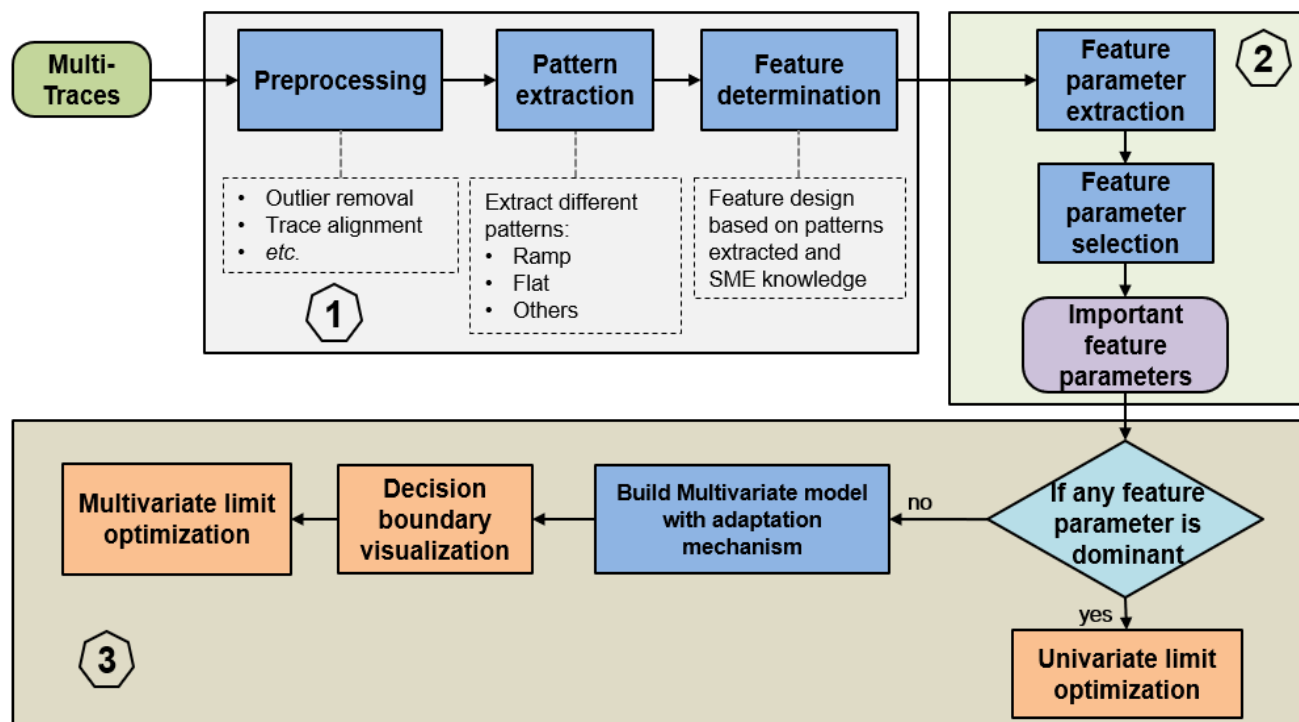 Multi-
Traces
Preprocessing
Pattern
extraction
Feature
determination
• Outlier removal
• Trace alignment
• etc.
Extract different
patterns:
• Ramp
• Flat
• Others
Feature design
based on patterns
extracted and
SME knowledge
1
Feature
parameter
extraction
2
Feature
parameter
selection
Important
feature
parameters
If any feature
parameter is
dominant
no
Build Multivariate model
with adaptation
mechanism
Decision
boundary
visualization
Multivariate limit
optimization
yes
Univariate limit
optimization
3